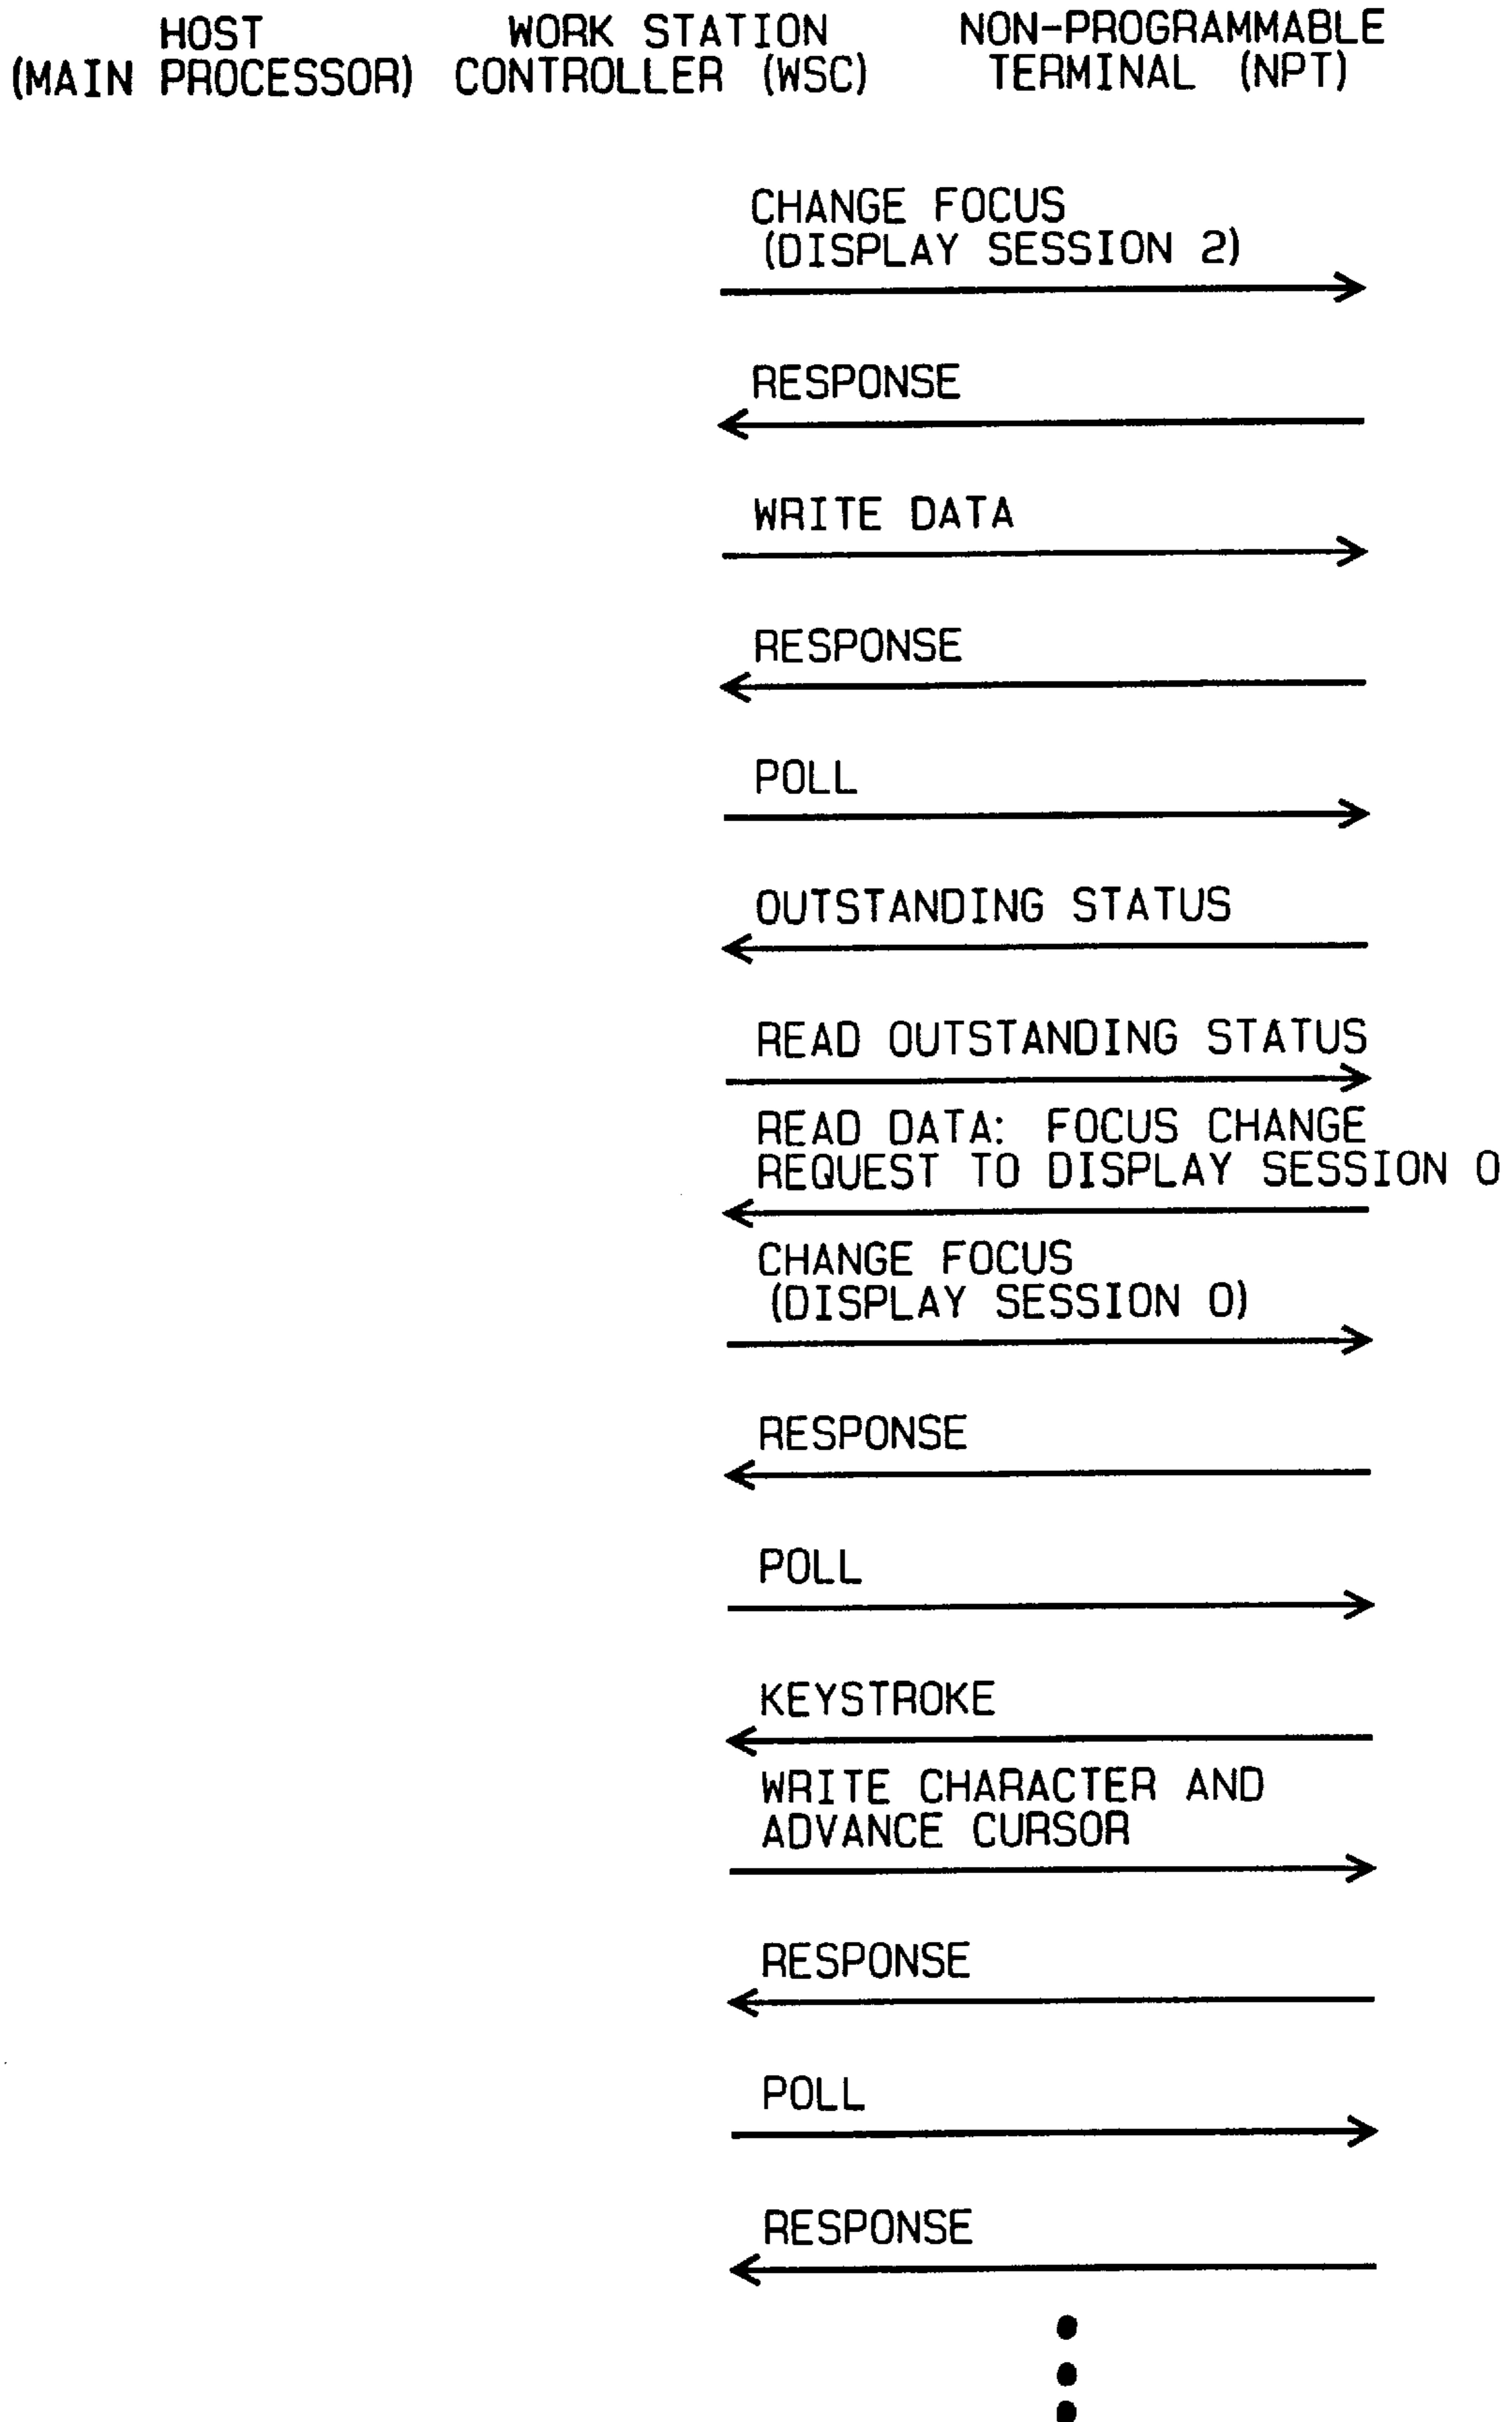 HOST
(MAIN PROCESSOR)
WORK STATION
CONTROLLER (WSC)
NON-PROGRAMMABLE
TERMINAL (NPT)
CHANGE FOCUS
(DISPLAY SESSION 2)
RESPONSE
WRITE DATA
RESPONSE
POLL
OUTSTANDING STATUS
READ OUTSTANDING STATUS
READ DATA: FOCUS CHANGE
REQUEST TO DISPLAY SESSION 0
CHANGE FOCUS
(DISPLAY SESSION 0)
RESPONSE
POLL
KEYSTROKE
WRITE CHARACTER AND
ADVANCE CURSOR
RESPONSE
POLL
RESPONSE